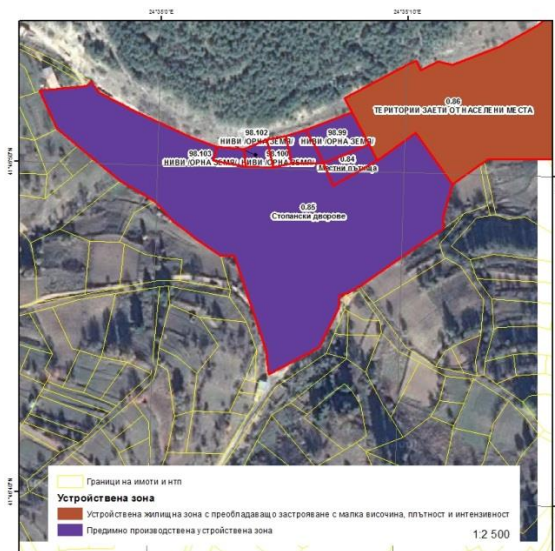 24°35'0"E
24°35'10"E
0.86
ТЕРИТОРИИ ЗАЕТИ ОТ НАСЕЛЕНИ МЕСТА
98.102
НИВИ /ОРНА ЗЕМЯ/
98.99
НИВИ /ОРНА ЗЕМЯ/
98.103
НИВИ /ОРНА ЗЕМЯ/
98.100
НИВИ /ОРНА ЗЕМЯ/
0.84
Местни пътища
0.85
Стопански дворове
Граници на имоти и нтп
Устройствена зона
Устройствена жилищна зона с преобладаващо застрояване с малка височина, плътност и интензивност
Предимно производствена устройствена зона
1:2 500